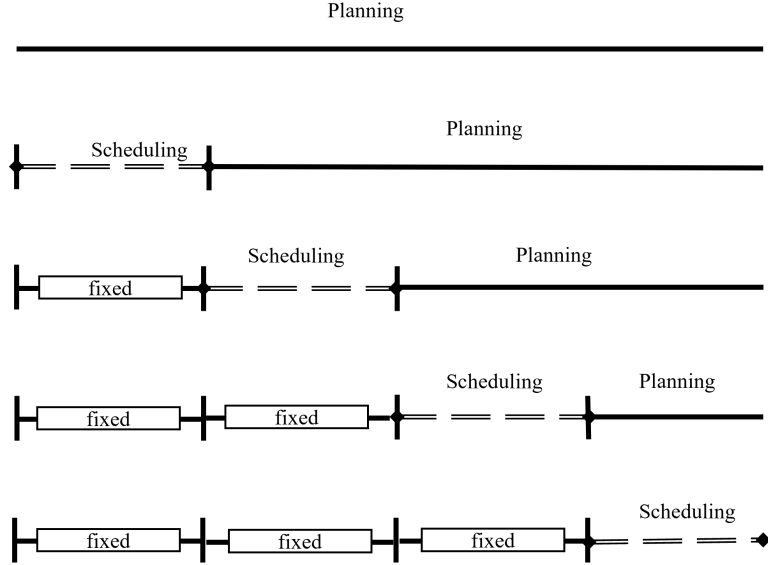 Planning
Scheduling Planning
Scheduling Planning
fixed
Scheduling Planning
fixed fixed
Scheduling
fixed fixed fixed